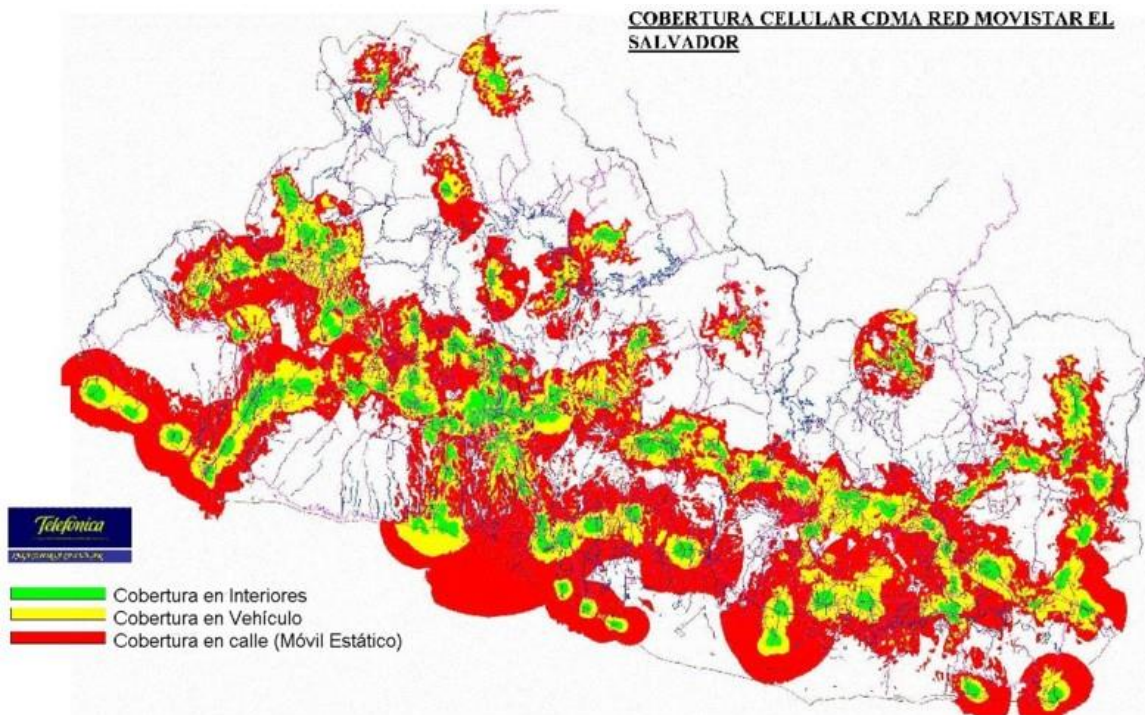 COBERTURA CELULAR CDMA RED MOVISTAR EL
SALVADOR
Telefónica
Cobertura en Interiores
Cobertura en Vehículo
Cobertura en calle (Móvil Estático)